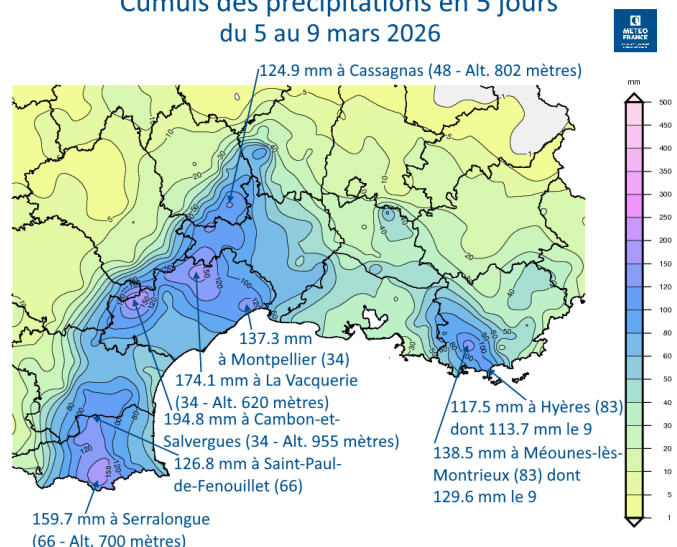 Cumuls des précipitations en 5 jours
du 5 au 9 mars 2026
METEO
FRANCE
124.9 mm à Cassagnas (48 - Alt. 802 mètres)
mm
500
450
400
350
300
250
200
150
120
100
80
60
50
40
30
20
10
5
1
137.3 mm
à Montpellier (34)
174.1 mm à La Vacquerie
(34 - Alt. 620 mètres)
194.8 mm à Cambon-et-
Salvergues (34 - Alt. 955 mètres)
126.8 mm à Saint-Paul-
de-Fenouillet (66)
159.7 mm à Serralongue
(66 - Alt. 700 mètres)
117.5 mm à Hyères (83)
dont 113.7 mm le 9
138.5 mm à Méounes-lès-
Montrieux (83) dont
129.6 mm le 9